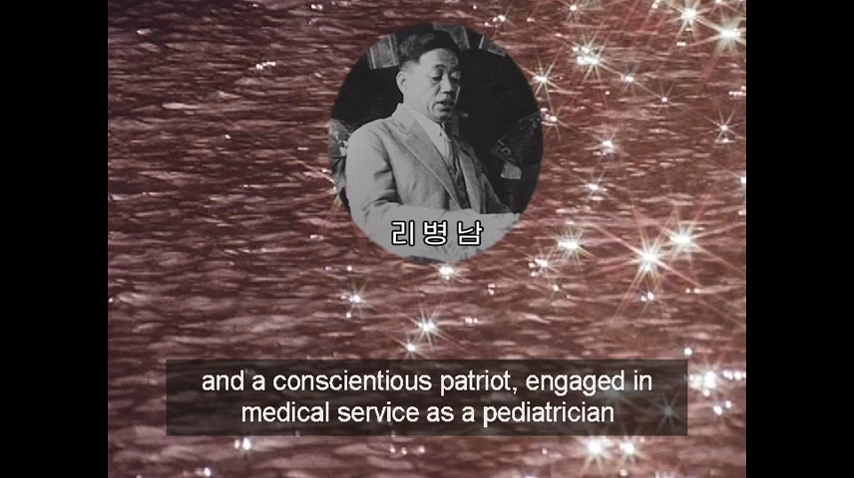 리병남
and a conscientious patriot, engaged in
medical service as a pediatrician